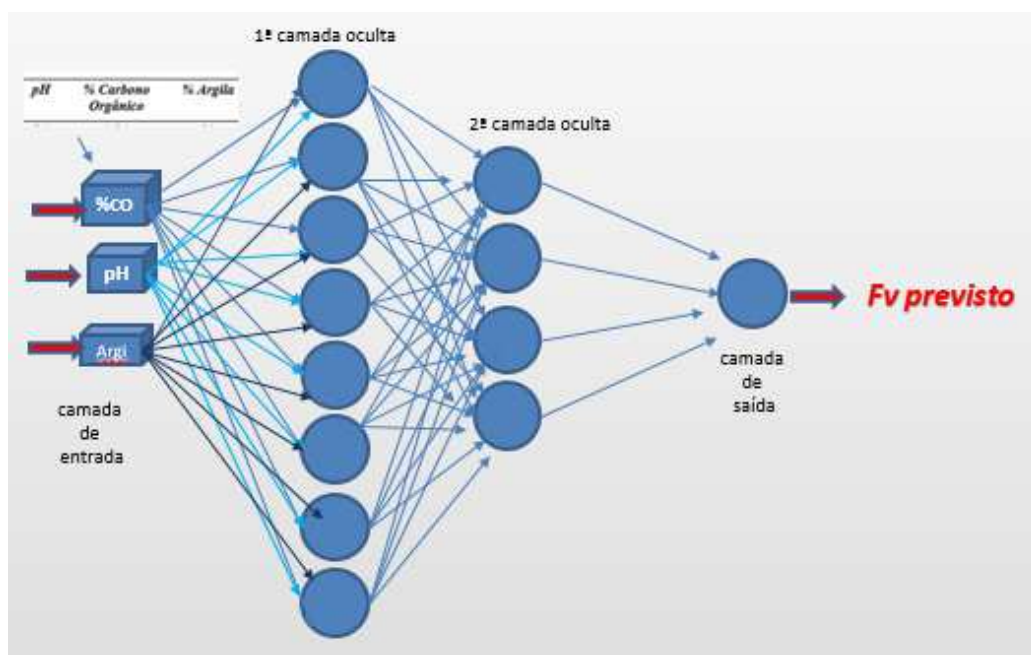 1ª camada oculta
pH % Carbono % Argila
Orgânico
2ª camada oculta
%CO
pH
Argi
Fv previsto
camada
de
entrada
camada
de
saída